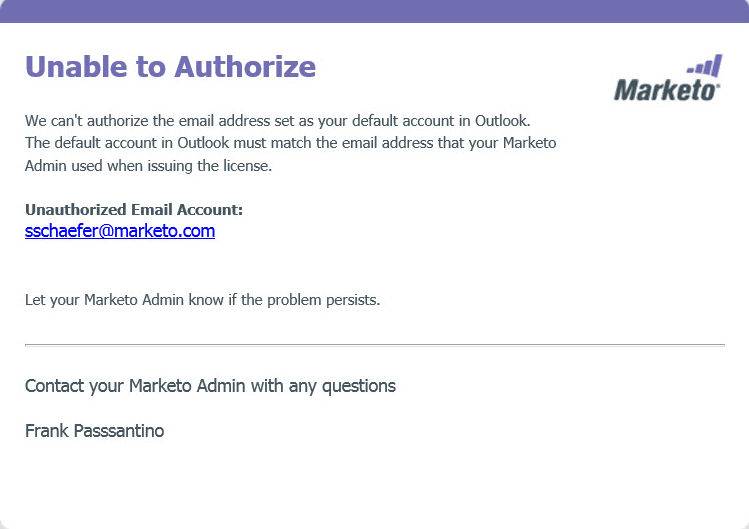 Unable to Authorize
Marketo
We can't authorize the email address set as your default account in Outlook.
The default account in Outlook must match the email address that your Marketo
Admin used when issuing the license.
Unauthorized Email Account:
sschaefer@marketo.com
Let your Marketo Admin know if the problem persists.
Contact your Marketo Admin with any questions
Frank Passsantino